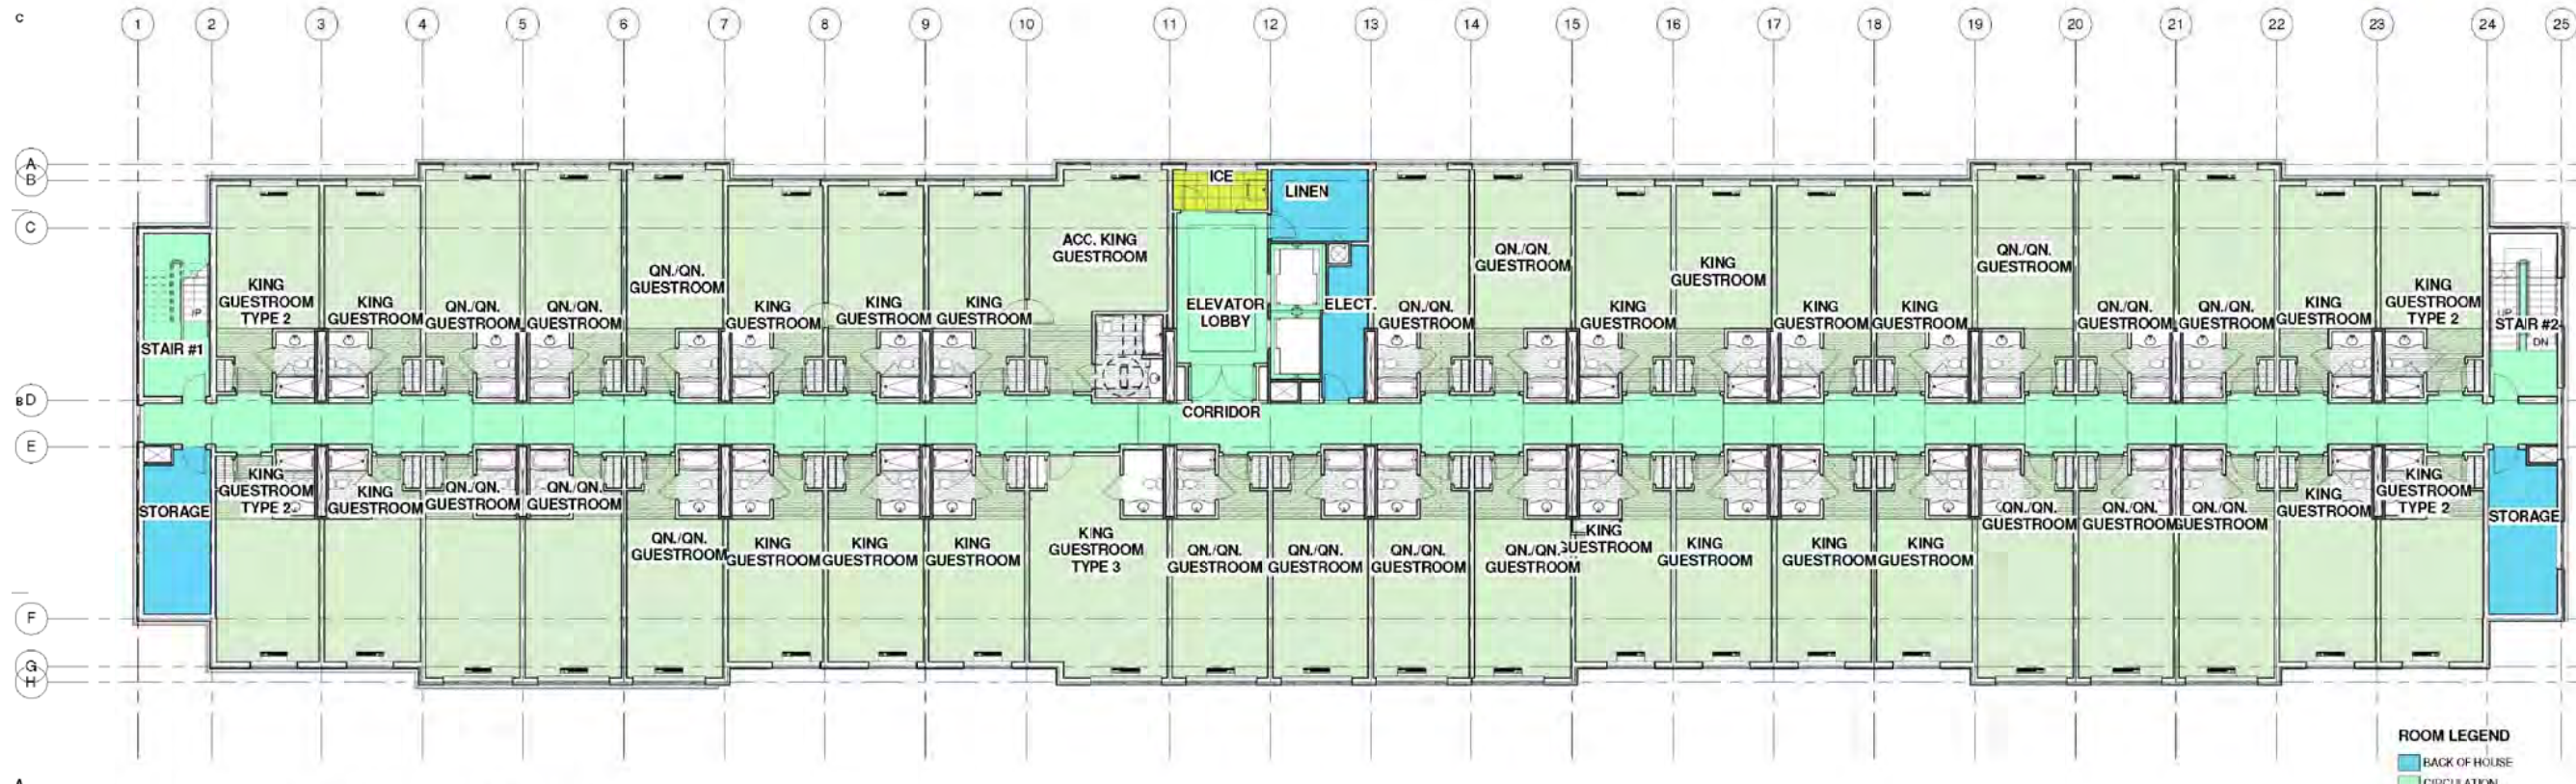 C
1 2 3 4 5 6 7 8 9 10 11 12 13 14 15 16 17 18 19 20 21 22 23 24 25
A
B
C
ICE
LINEN
ACC. KING
GUESTROOM
QN./QN.
GUESTROOM
QN./QN.
GUESTROOM
KING
GUESTROOM
QN./QN.
GUESTROOM
KING
GUESTROOM
TYPE 2
KING
GUESTROOM
QN./QN.
GUESTROOM
QN./QN.
GUESTROOM
KING
GUESTROOM
KING
GUESTROOM
KING
GUESTROOM
ELEVATOR
LOBBY
ELECT.
QN./QN.
GUESTROOM
KING
GUESTROOM
KING
GUESTROOM
KING
GUESTROOM
QN./QN.
GUESTROOM
QN./QN.
GUESTROOM
KING
GUESTROOM
KING
GUESTROOM
TYPE 2
UP
STAIR #2
DN
STAIR #1
B
D
CORRIDOR
E
STORAGE
KING
GUESTROOM
TYPE 2
KING
GUESTROOM
QN./QN.
GUESTROOM
QN./QN.
GUESTROOM
QN./QN.
GUESTROOM
KING
GUESTROOM
KING
GUESTROOM
KING
GUESTROOM
KING
GUESTROOM
TYPE 3
QN./QN.
GUESTROOM
QN./QN.
GUESTROOM
QN./QN.
GUESTROOM
QN./QN.
GUESTROOM
KING
GUESTROOM
KING
GUESTROOM
KING
GUESTROOM
KING
GUESTROOM
QN./QN.
GUESTROOM
QN./QN.
GUESTROOM
QN./QN.
GUESTROOM
KING
GUESTROOM
KING
GUESTROOM
TYPE 2
STORAGE
F
G
H
ROOM LEGEND
BACK OF HOUSE
CIRCULATION
A